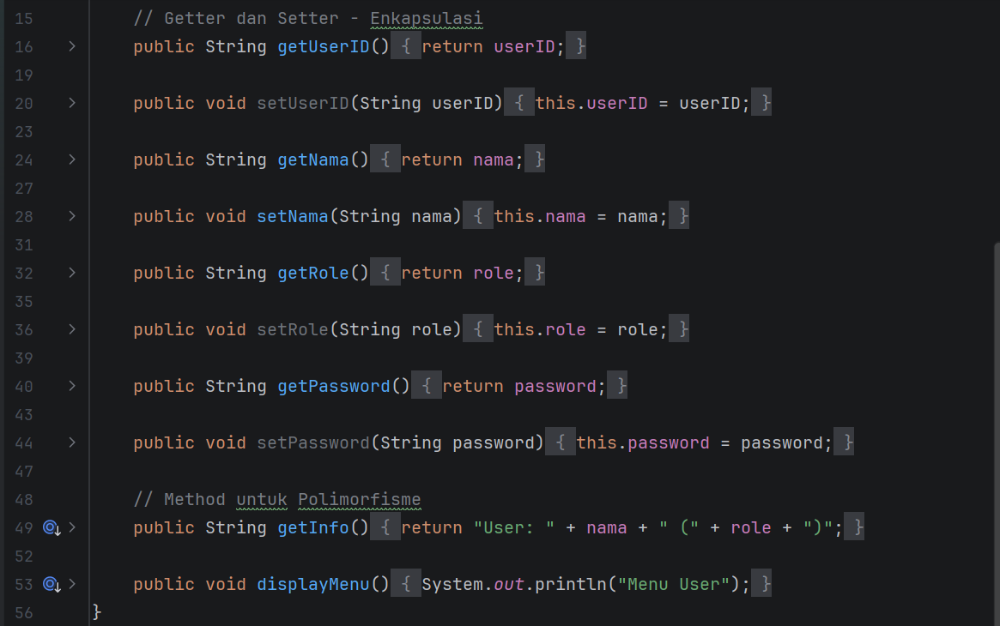 15 // Getter dan Setter - Enkapsulasi
16 public String getUserID() { return userID; }
19
20 public void setUserID(String userID) { this.userID = userID; }
23
24 public String getNama() { return nama; }
27
28 public void setNama(String nama) { this.nama = nama; }
31
32 public String getRole() { return role; }
35
36 public void setRole(String role) { this.role = role; }
39
40 public String getPassword() { return password; }
43
44 public void setPassword(String password) { this.password = password; }
47
48 // Method untuk Polimorfisme
49 public String getInfo() { return "User: " + nama + " (" + role + ")"; }
52
53 public void displayMenu() { System.out.println("Menu User"); }
56 }